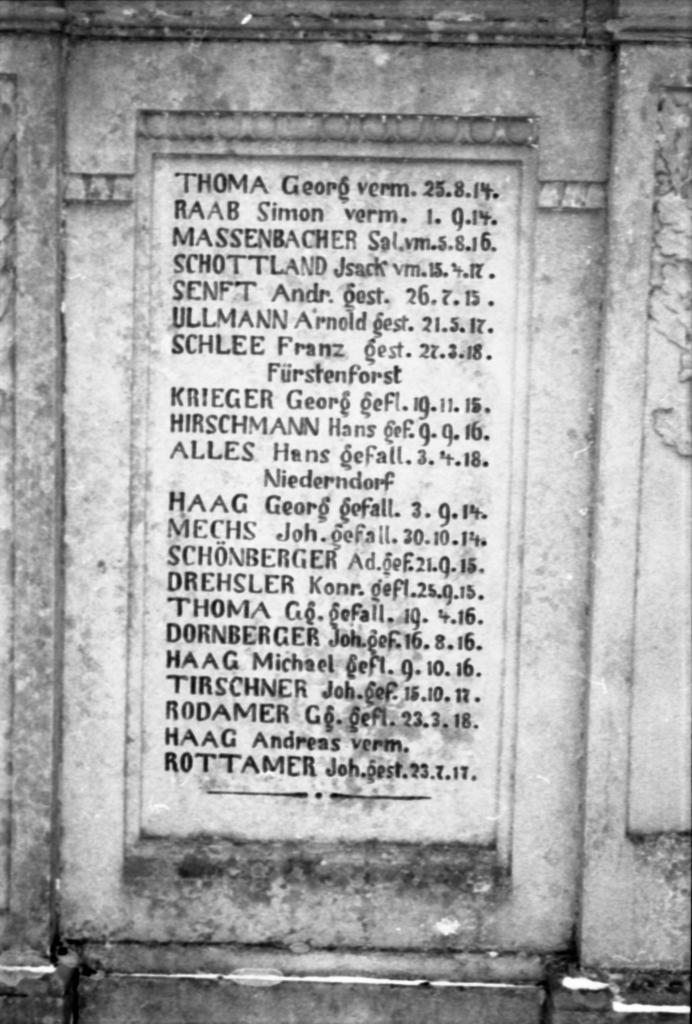 THOMA Georg verm. 25.8.14.
RAAB Simon verm. 1. 9.14.
MASSENBACHER Sal.vm.5.8.16.
SCHOTTLAND Jsack vm.15.4.17.
SENFT Andr. gest. 26.7.15.
ULLMANN Arnold gest. 21.5.17.
SCHLEE Franz gest. 27.3.18.
Fürstenforst
KRIEGER Georg gefl.19.11.15.
HIRSCHMANN Hans gef.9.9.16.
ALLES Hans gefall.3.4.18.
Niederndorf
HAAG Georg gefall. 3.9.14.
MECHS Joh.gefall.30.10.14.
SCHÖNBERGER Ad.gef.21.9.15.
DREHSLER Konr.gefl.25.9.15.
THOMA Gg.gefall.19.4.16.
DORNBERGER Joh.gef.16.8.16.
HAAG Michael gefl.9.10.16.
TIRSCHNER Joh.gef.15.10.17.
RODAMER Gg.gefl.23.3.18.
HAAG Andreas verm.
ROTTAMER Joh.gest.23.7.17.